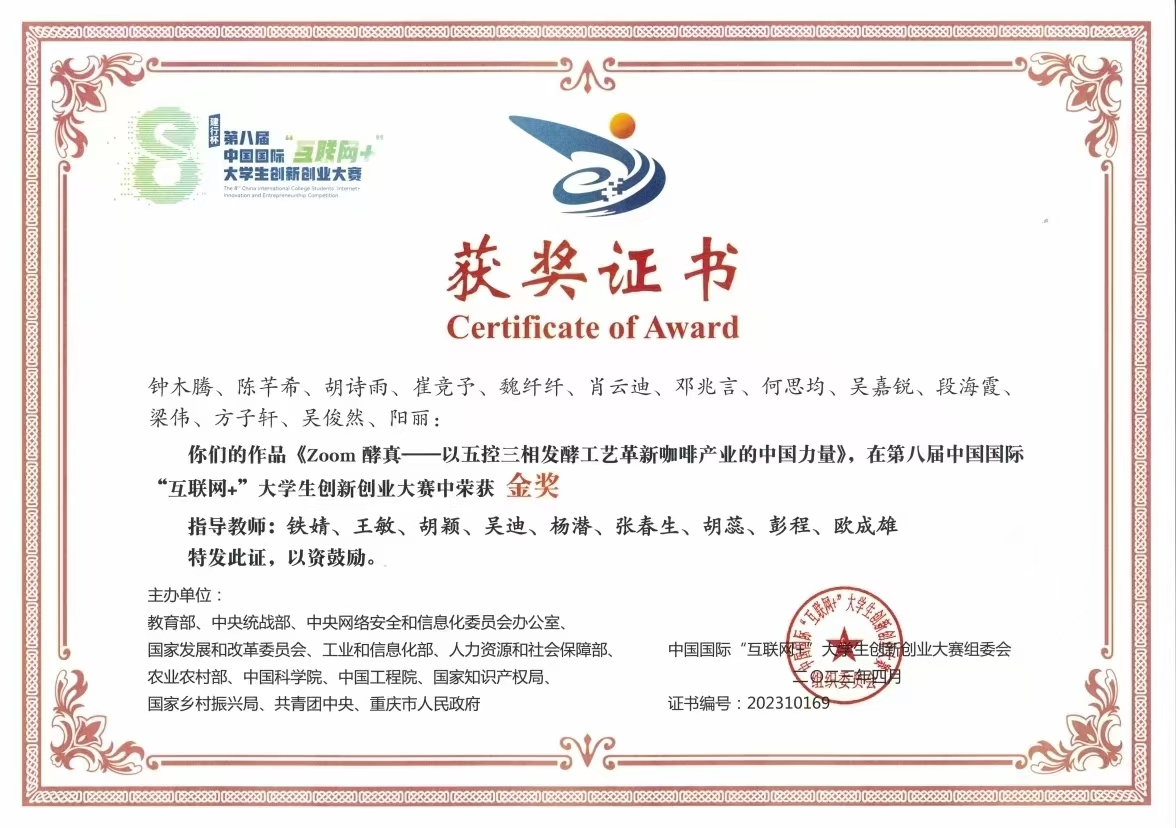 建行杯
第八届
中国国际“互联网+”
大学生创新创业大赛
The 8th China International College Students' Internet+
Innovation and Entrepreneurship Competition
获奖证书
Certificate of Award
钟木腾、陈芊希、胡诗雨、崔竞予、魏纤纤、肖云迪、邓兆言、何思均、吴嘉锐、段海霞、
梁伟、方子轩、吴俊然、阳丽：
你们的作品《Zoom 酵真——以五控三相发酵工艺革新咖啡产业的中国力量》，在第八届中国国际
“互联网+”大学生创新创业大赛中荣获 金奖
指导教师：铁婧、王敏、胡颖、吴迪、杨潜、张春生、胡蕊、彭程、欧成雄
特发此证，以资鼓励。
主办单位：
教育部、中央统战部、中央网络安全和信息化委员会办公室、
国家发展和改革委员会、工业和信息化部、人力资源和社会保障部、
农业农村部、中国科学院、中国工程院、国家知识产权局、
国家乡村振兴局、共青团中央、重庆市人民政府
中国国际“互联网+”大学生创新创业大赛组委会
二〇二三年四月
证书编号：202310169
中国国际“互联网+”大学生创新创业大赛
组织委员会